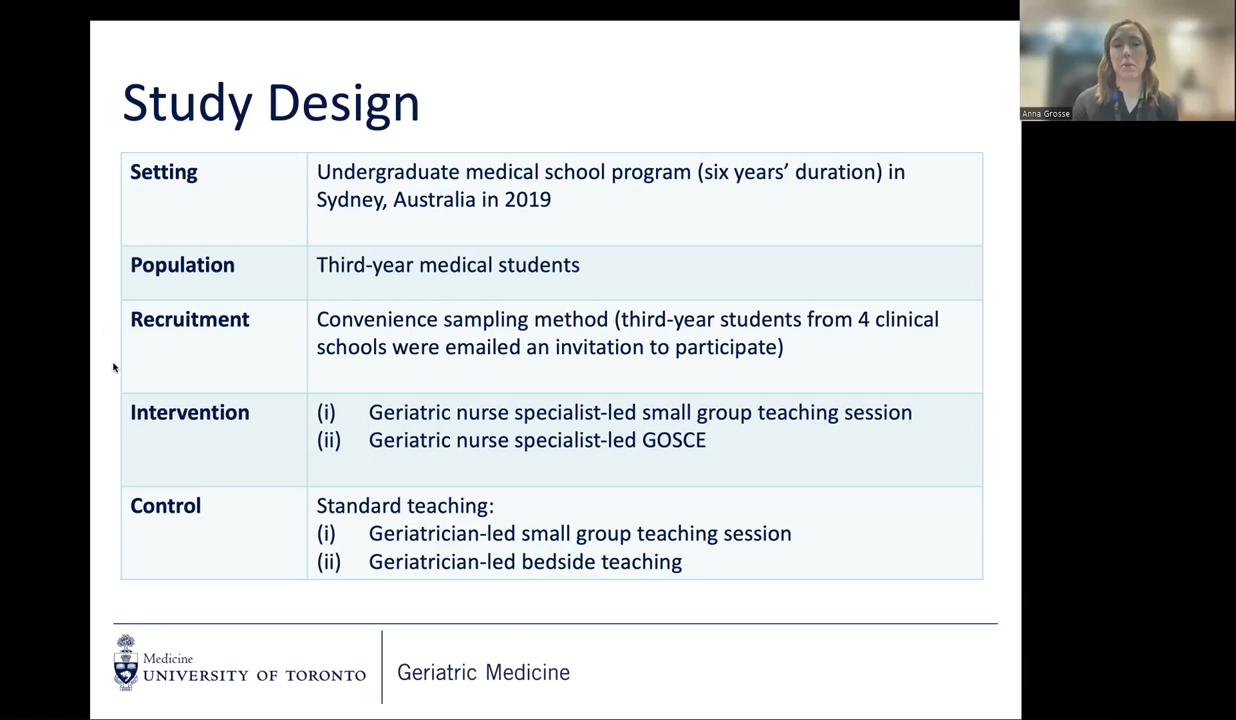 Study Design
Setting
Undergraduate medical school program (six years’ duration) in
Sydney, Australia in 2019
Population
Third-year medical students
Recruitment
Convenience sampling method (third-year students from 4 clinical
schools were emailed an invitation to participate)
Intervention
(i) Geriatric nurse specialist-led small group teaching session
(ii) Geriatric nurse specialist-led GOSCE
Control
Standard teaching:
(i) Geriatrician-led small group teaching session
(ii) Geriatrician-led bedside teaching
Medicine
UNIVERSITY OF TORONTO
Geriatric Medicine
Anna Grosse